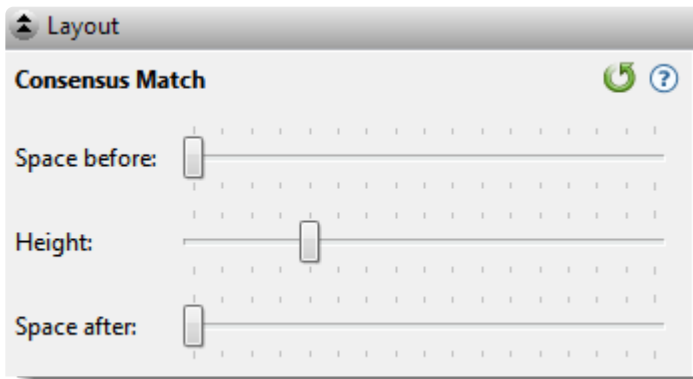 Layout
Consensus Match
?
Space before:
Height:
Space after: